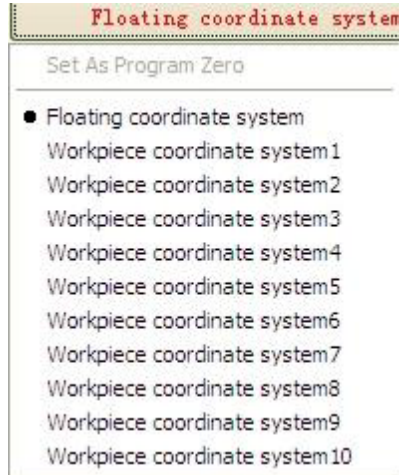 Floating coordinate system
Set As Program Zero
Floating coordinate system
Workpiece coordinate system1
Workpiece coordinate system2
Workpiece coordinate system3
Workpiece coordinate system4
Workpiece coordinate system5
Workpiece coordinate system6
Workpiece coordinate system7
Workpiece coordinate system8
Workpiece coordinate system9
Workpiece coordinate system10